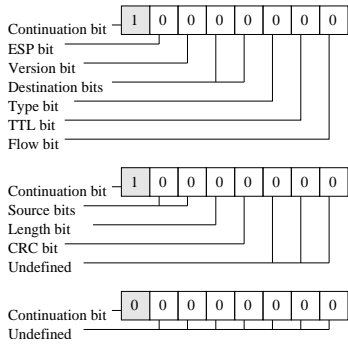 Continuation bit 1 0 0 0 0 0 0 0
ESP bit
Version bit
Destination bits
Type bit
TTL bit
Flow bit
Continuation bit 1 0 0 0 0 0 0 0
Source bits
Length bit
CRC bit
Undefined
Continuation bit 0 0 0 0 0 0 0 0
Undefined